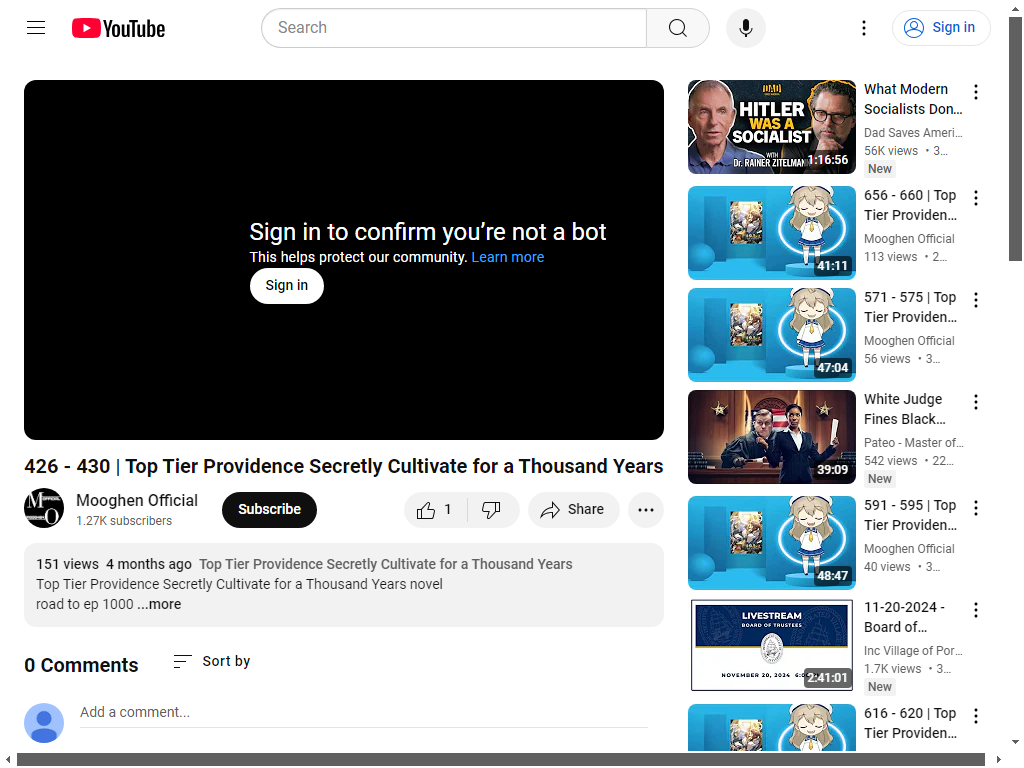 YouTube
Search
Sign in
Sign in to confirm you’re not a bot
This helps protect our community. Learn more
Sign in
426 - 430 | Top Tier Providence Secretly Cultivate for a Thousand Years
Mooghen Official
1.27K subscribers
Subscribe
1
Share
151 views 4 months ago Top Tier Providence Secretly Cultivate for a Thousand Years
Top Tier Providence Secretly Cultivate for a Thousand Years novel
road to ep 1000 ...more
0 Comments
Sort by
Add a comment...
HITLER
WAS A
SOCIALIST
WITH
Dr. RAINER ZITELMAN
1:16:56
What Modern
Socialists Don…
Dad Saves Ameri…
56K views • 3…
New
41:11
656 - 660 | Top
Tier Providen…
Mooghen Official
113 views • 2…
47:04
571 - 575 | Top
Tier Providen…
Mooghen Official
56 views • 3…
39:09
White Judge
Fines Black…
Pateo - Master of…
542 views • 22…
New
48:47
591 - 595 | Top
Tier Providen…
Mooghen Official
40 views • 3…
LIVESTREAM
BOARD OF TRUSTEES
NOVEMBER 20, 2024
2:41:01
11-20-2024 -
Board of…
Inc Village of Por…
1.7K views • 3…
New
616 - 620 | Top
Tier Providen…